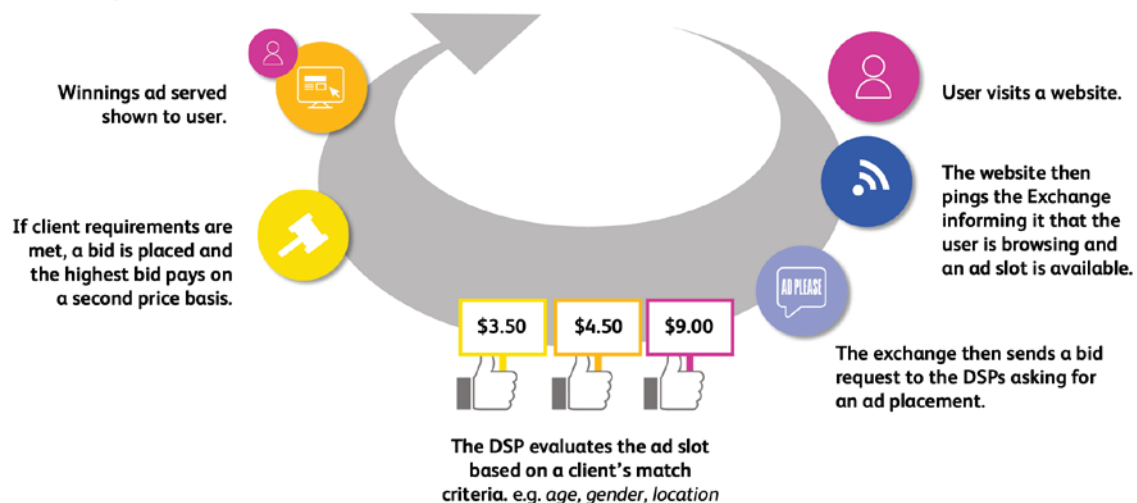 User visits a website.
The website then
pings the Exchange
informing it that the
user is browsing and
an ad slot is available.
AD PLEASE
The exchange then sends a bid
request to the DSPs asking for
an ad placement.
$3.50
$4.50
$9.00
The DSP evaluates the ad slot
based on a client's match
criteria. e.g. age, gender, location
If client requirements are
met, a bid is placed and
the highest bid pays on
a second price basis.
Winnings ad served
shown to user.